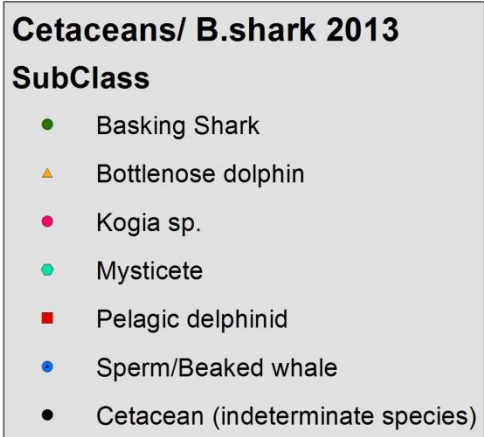 Cetaceans/ B.shark 2013
SubClass
Basking Shark
Bottlenose dolphin
Kogia sp.
Mysticete
Pelagic delphinid
Sperm/Beaked whale
Cetacean (indeterminate species)